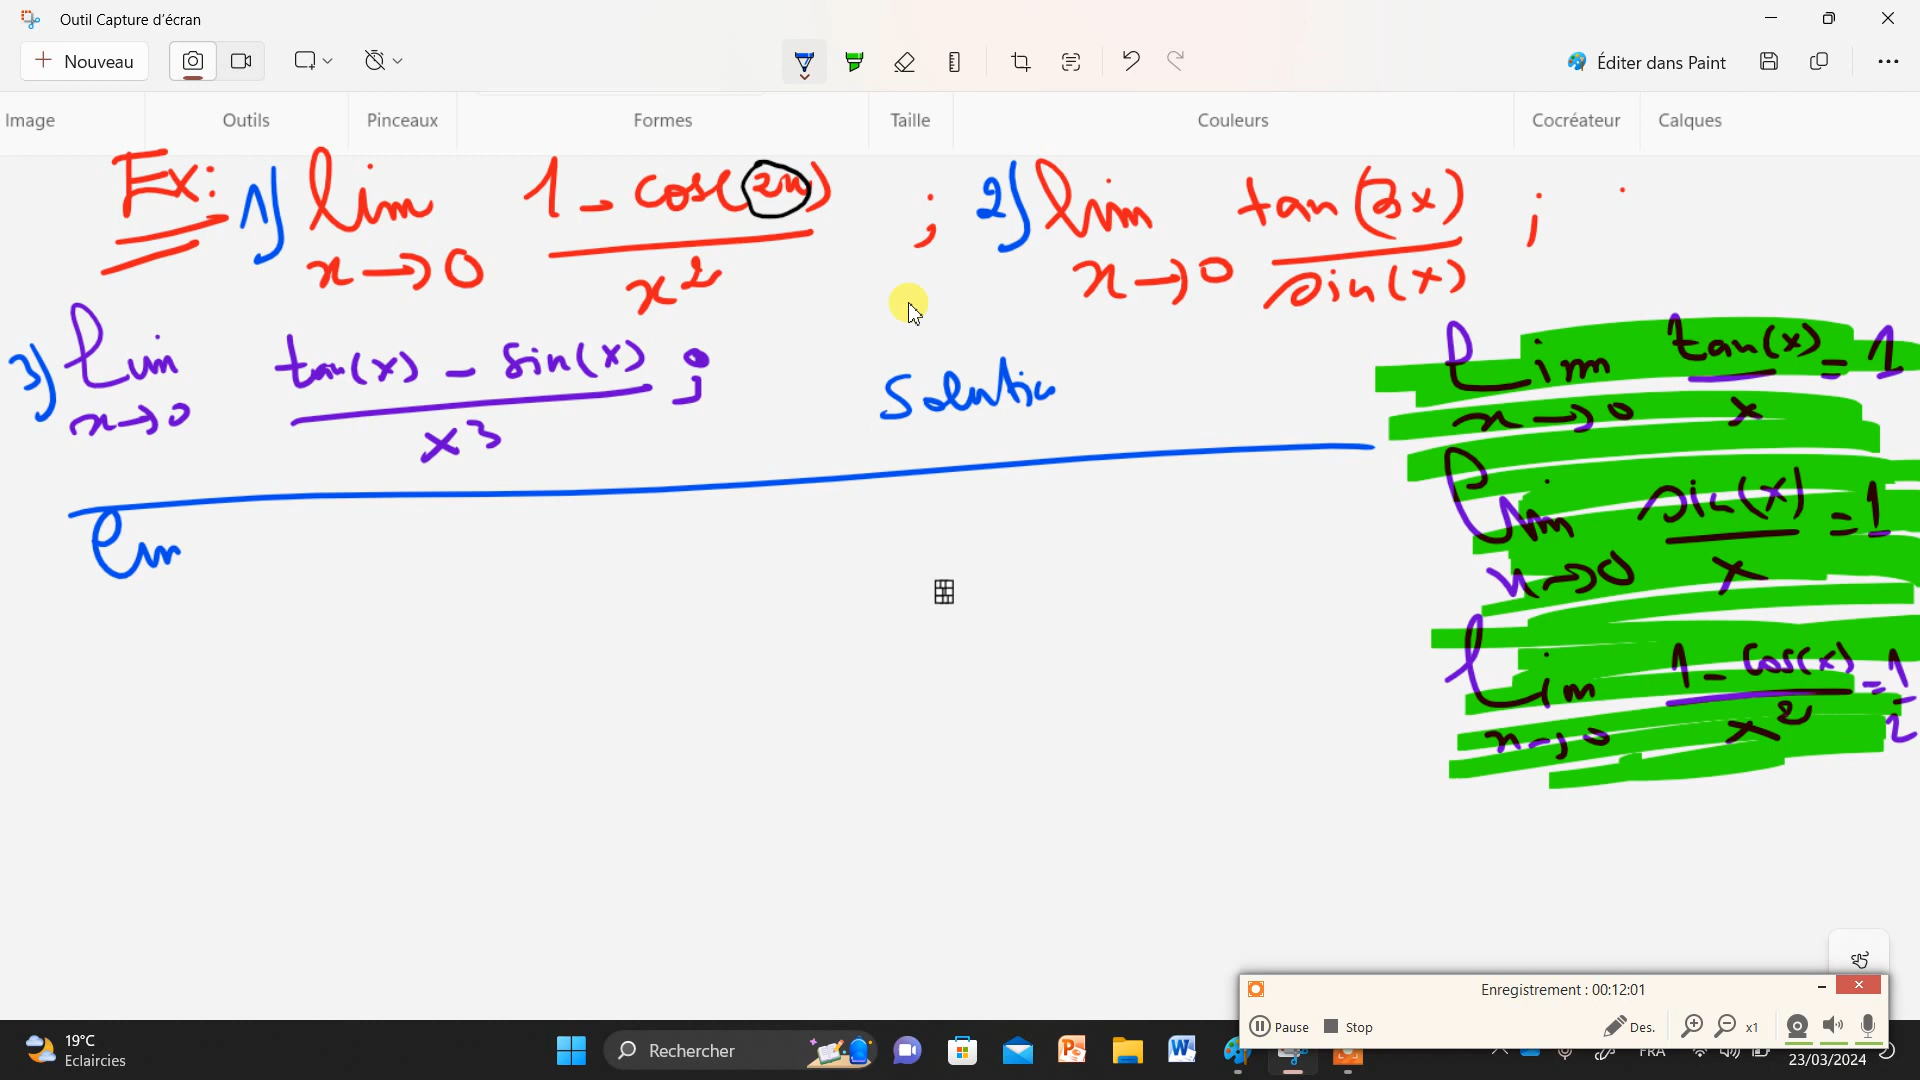 Outil Capture d'écran
Nouveau
Éditer dans Paint
Image Outils Pinceaux Formes Taille Couleurs Cocréateur Calques
Ex: 1) lim 1 - cos(2x) ; 2) lim tan(3x) ;
x→0 x² x→0 sin(x)
3) lim tan(x) - sin(x) ;
x→0 x³
Solutio
lim
lim tan(x) = 1
x→0 x
lim sin(x) = 1
x→0 x
lim 1 - cos(x) = 1
x→0 x² 2
Enregistrement : 00:12:01
Pause Stop Des. x1
19°C
Eclaircies
Rechercher
FRA
23/03/2024